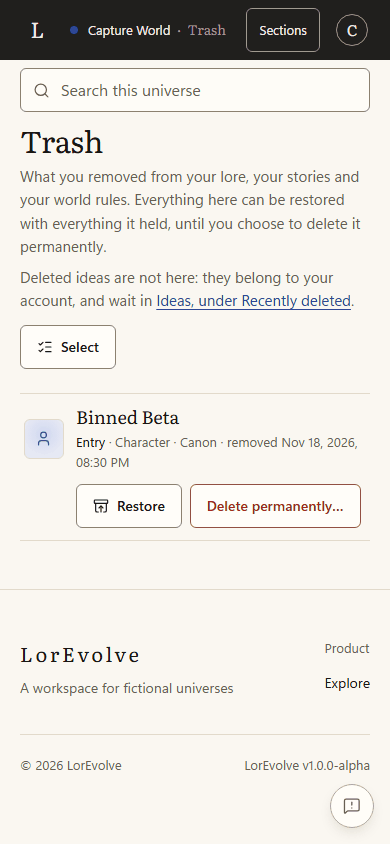 L
Capture World · Trash
Sections
C
Search this universe
Trash
What you removed from your lore, your stories and
your world rules. Everything here can be restored
with everything it held, until you choose to delete it
permanently.
Deleted ideas are not here: they belong to your
account, and wait in Ideas, under Recently deleted.
Select
Binned Beta
Entry · Character · Canon · removed Nov 18, 2026,
08:30 PM
Restore
Delete permanently...
LorEvolve
A workspace for fictional universes
Product
Explore
© 2026 LorEvolve
LorEvolve v1.0.0-alpha